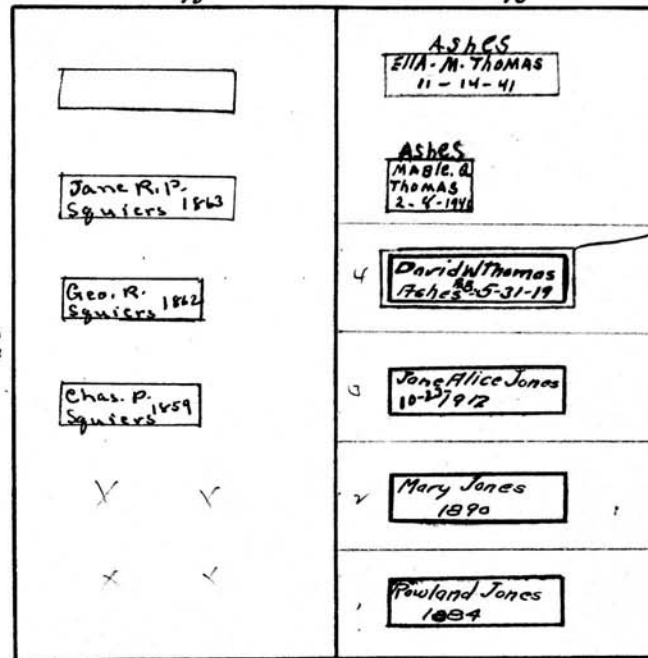 Jane R.P.
Squiers 1863
Geo. R.
Squiers 1862
Chas. P.
Squiers 1859
X X
X X
Ashes
Ella. M. Thomas
11-14-41
Ashes
Mable. A
Thomas
4
David W Thomas
Ashes 5-31-19
3
Jane Alice Jones
10-23-1912
2
Mary Jones
1890
1
Rowland Jones
1884